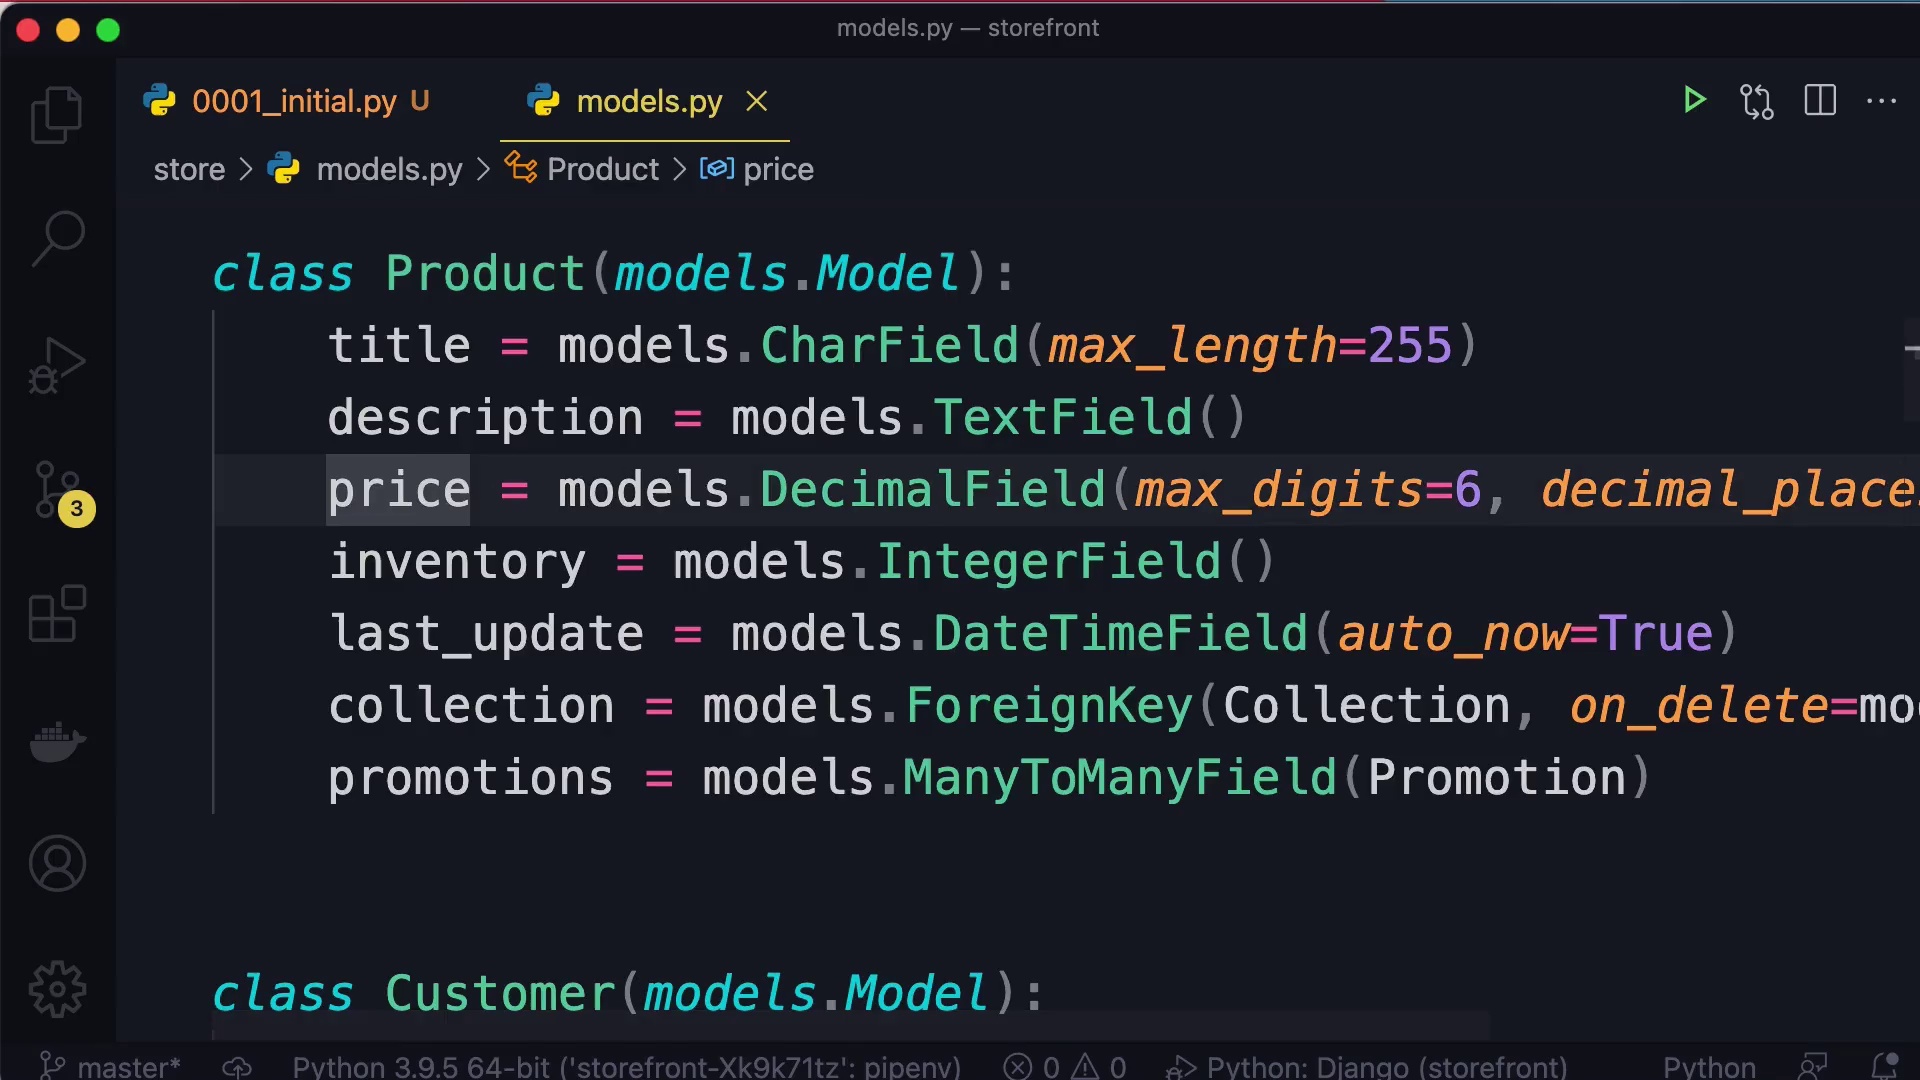 models.py — storefront
0001_initial.py U
models.py
store > models.py > Product > price
class Product(models.Model):
title = models.CharField(max_length=255)
description = models.TextField()
price = models.DecimalField(max_digits=6, decimal_place
inventory = models.IntegerField()
last_update = models.DateTimeField(auto_now=True)
collection = models.ForeignKey(Collection, on_delete=mo
promotions = models.ManyToManyField(Promotion)
3
class Customer(models.Model):
master* Python 3.9.5 64-bit ('storefront-Xk9k71tz': pipenv) 0 0 Python: Django (storefront) Python